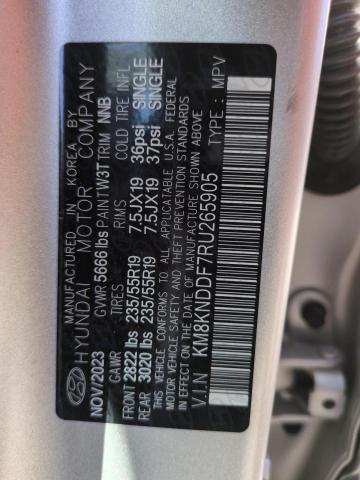 MANUFACTURED IN KOREA BY
HYUNDAI MOTOR COMPANY
NOV/2023 GVWR 5666 lbs PAINT W3T TRIM NNB
GAWR TIRES RIMS COLD TIRE INFL
FRONT 2822 lbs 235/55R19 7.5JX19 36psi SINGLE
REAR 3020 lbs 235/55R19 7.5JX19 37psi SINGLE
THIS VEHICLE CONFORMS TO ALL APPLICABLE U.S.A. FEDERAL
MOTOR VEHICLE SAFETY AND THEFT PREVENTION
STANDARDS IN EFFECT ON THE DATE OF MANUFACTURE SHOWN ABOVE.
V.I.N KM8KNDDF7RU265905 TYPE : MPV